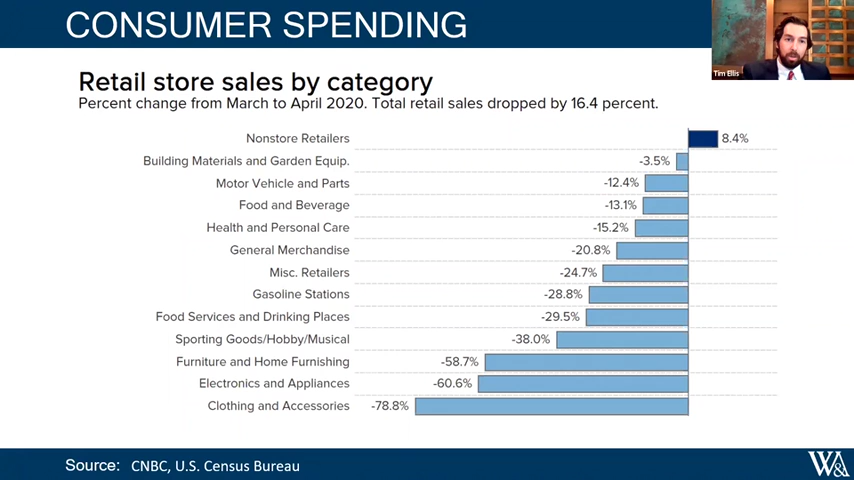 CONSUMER SPENDING
Tim Ellis
Retail store sales by category
Percent change from March to April 2020. Total retail sales dropped by 16.4 percent.
Nonstore Retailers 8.4%
Building Materials and Garden Equip. -3.5%
Motor Vehicle and Parts -12.4%
Food and Beverage -13.1%
Health and Personal Care -15.2%
General Merchandise -20.8%
Misc. Retailers -24.7%
Gasoline Stations -28.8%
Food Services and Drinking Places -29.5%
Sporting Goods/Hobby/Musical -38.0%
Furniture and Home Furnishing -58.7%
Electronics and Appliances -60.6%
Clothing and Accessories -78.8%
Source: CNBC, U.S. Census Bureau
WA&